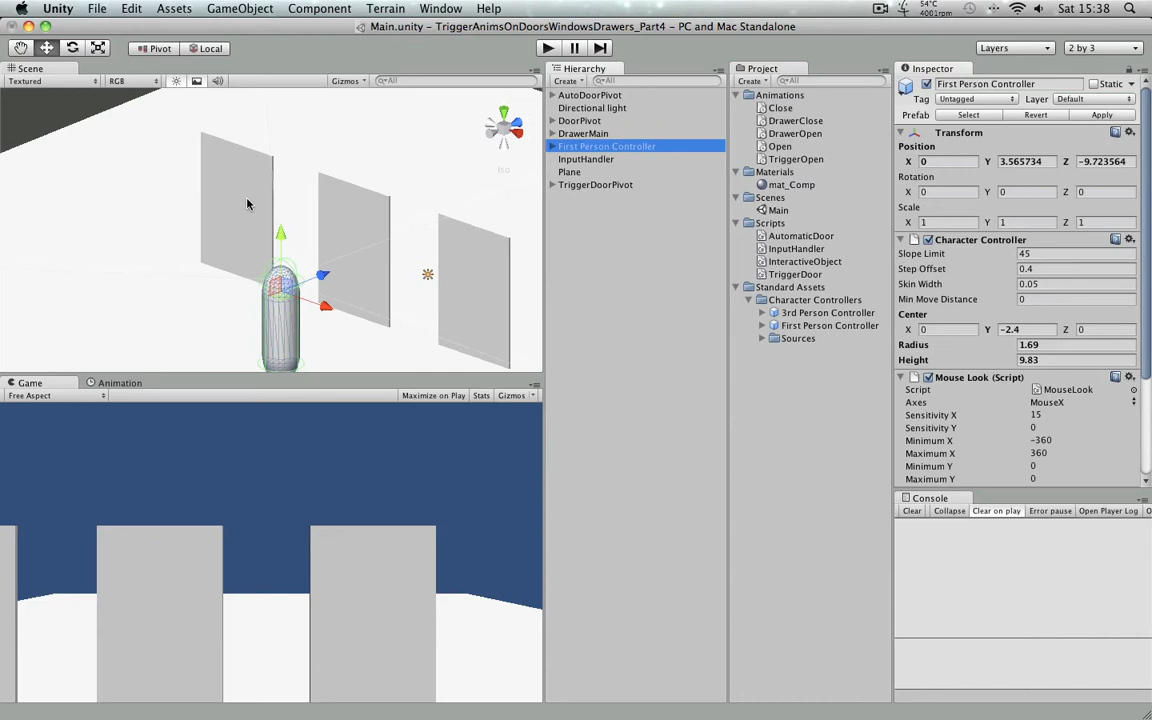 Unity File Edit Assets GameObject Component Terrain Window Help 54°C 4001rpm Sat 15:38
Main.unity - TriggerAnimsOnDoorsWindowsDrawers_Part4 - PC and Mac Standalone
Pivot Local Layers 2 by 3
Scene
Textured RGB Gizmos All
Iso
Game Animation
Free Aspect Maximize on Play Stats Gizmos
Hierarchy
Create All
AutoDoorPivot
Directional light
DoorPivot
DrawerMain
First Person Controller
InputHandler
Plane
TriggerDoorPivot
Project
Create All
Animations
Close
DrawerClose
DrawerOpen
Open
TriggerOpen
Materials
mat_Comp
Scenes
Main
Scripts
AutomaticDoor
InputHandler
InteractiveObject
TriggerDoor
Standard Assets
Character Controllers
3rd Person Controller
First Person Controller
Sources
Inspector
First Person Controller Static
Tag Untagged Layer Default
Prefab Select Revert Apply
Transform
Position
X 0 Y 3.565734 Z -9.723564
Rotation
X 0 Y 0 Z 0
Scale
X 1 Y 1 Z 1
Character Controller
Slope Limit 45
Step Offset 0.4
Skin Width 0.05
Min Move Distance 0
Center
X 0 Y -2.4 Z 0
Radius 1.69
Height 9.83
Mouse Look (Script)
Script MouseLook
Axes MouseX
Sensitivity X 15
Sensitivity Y 0
Minimum X -360
Maximum X 360
Minimum Y 0
Maximum Y 0
Console
Clear Collapse Clear on play Error pause Open Player Log O